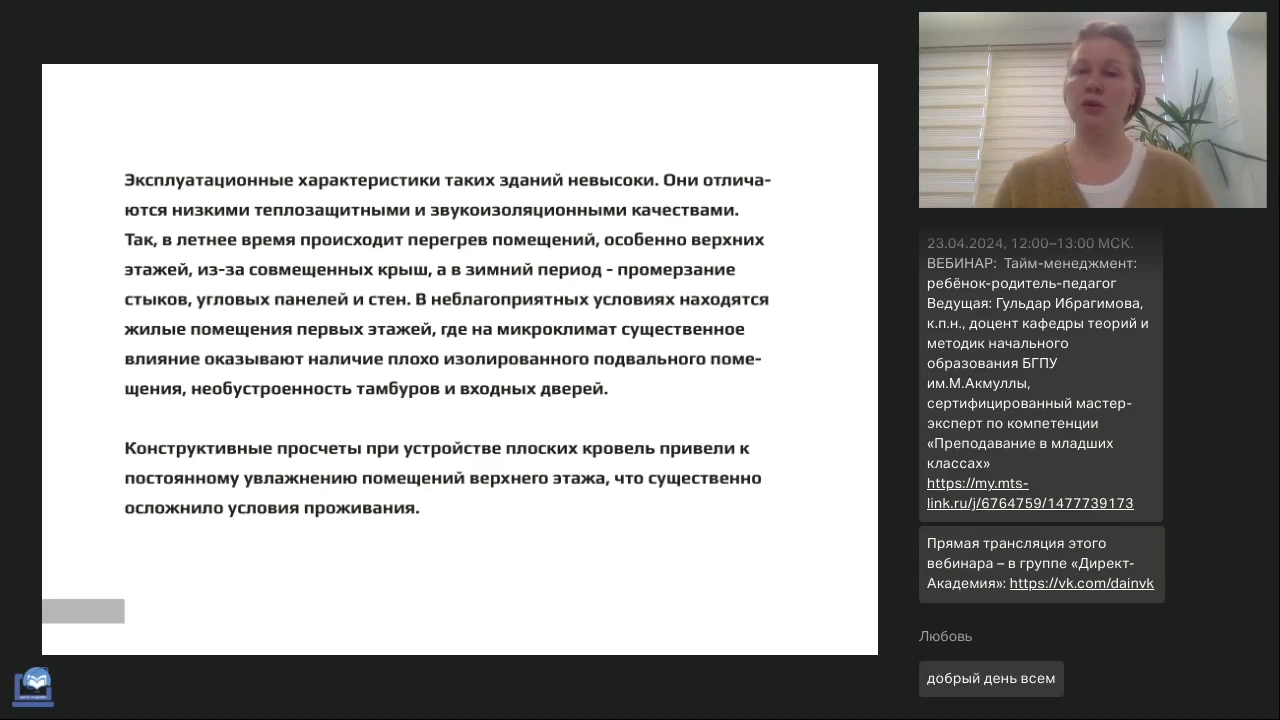 Эксплуатационные характеристики таких зданий невысоки. Они отлича-
ются низкими теплозащитными и звукоизоляционными качествами.
Так, в летнее время происходит перегрев помещений, особенно верхних
этажей, из-за совмещенных крыш, а в зимний период - промерзание
стыков, угловых панелей и стен. В неблагоприятных условиях находятся
жилые помещения первых этажей, где на микроклимат существенное
влияние оказывают наличие плохо изолированного подвального поме-
щения, необустроенность тамбуров и входных дверей.
Конструктивные просчеты при устройстве плоских кровель привели к
постоянному увлажнению помещений верхнего этажа, что существенно
осложнило условия проживания.
23.04.2024, 12:00–13:00 МСК.
ВЕБИНАР:  Тайм-менеджмент:
ребёнок-родитель-педагог
Ведущая: Гульдар Ибрагимова,
к.п.н., доцент кафедры теорий и
методик начального
образования БГПУ
им.М.Акмуллы,
сертифицированный мастер-
эксперт по компетенции
«Преподавание в младших
классах»
https://my.mts-
link.ru/j/6764759/1477739173
Прямая трансляция этого
вебинара – в группе «Директ-
Академия»: https://vk.com/dainvk
Любовь
добрый день всем